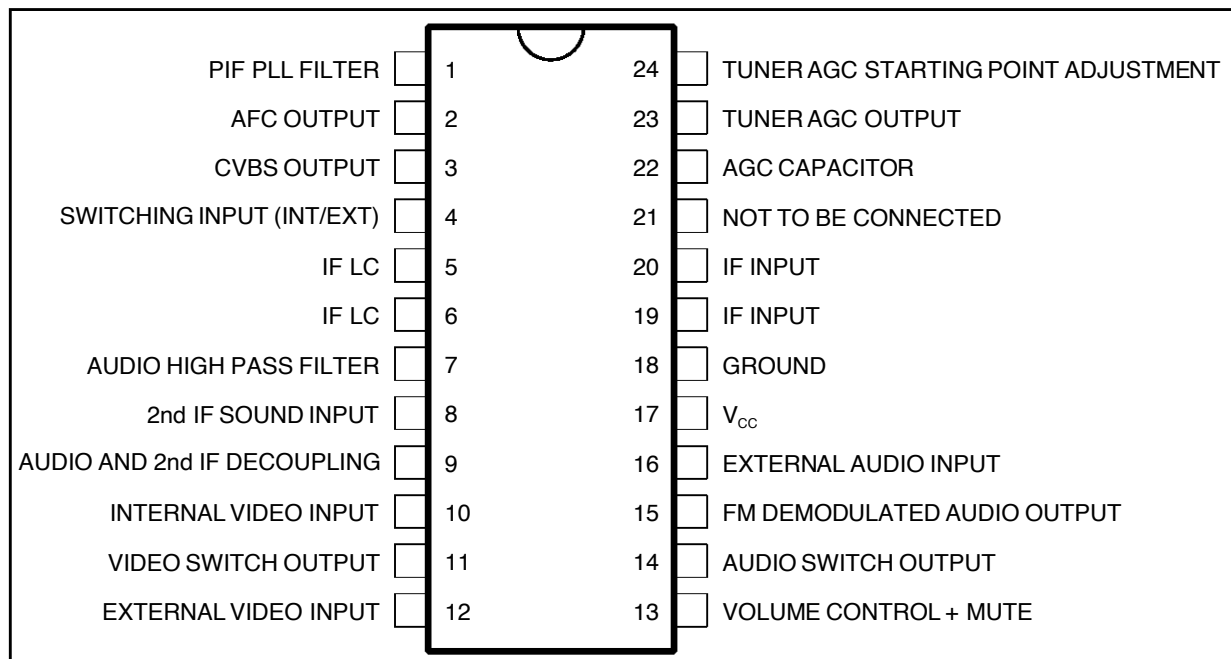 PIF PLL FILTER 1 24 TUNER AGC STARTING POINT ADJUSTMENT
AFC OUTPUT 2 23 TUNER AGC OUTPUT
CVBS OUTPUT 3 22 AGC CAPACITOR
SWITCHING INPUT (INT/EXT) 4 21 NOT TO BE CONNECTED
IF LC 5 20 IF INPUT
IF LC 6 19 IF INPUT
AUDIO HIGH PASS FILTER 7 18 GROUND
2nd IF SOUND INPUT 8 17 VCC
AUDIO AND 2nd IF DECOUPLING 9 16 EXTERNAL AUDIO INPUT
INTERNAL VIDEO INPUT 10 15 FM DEMODULATED AUDIO OUTPUT
VIDEO SWITCH OUTPUT 11 14 AUDIO SWITCH OUTPUT
EXTERNAL VIDEO INPUT 12 13 VOLUME CONTROL + MUTE